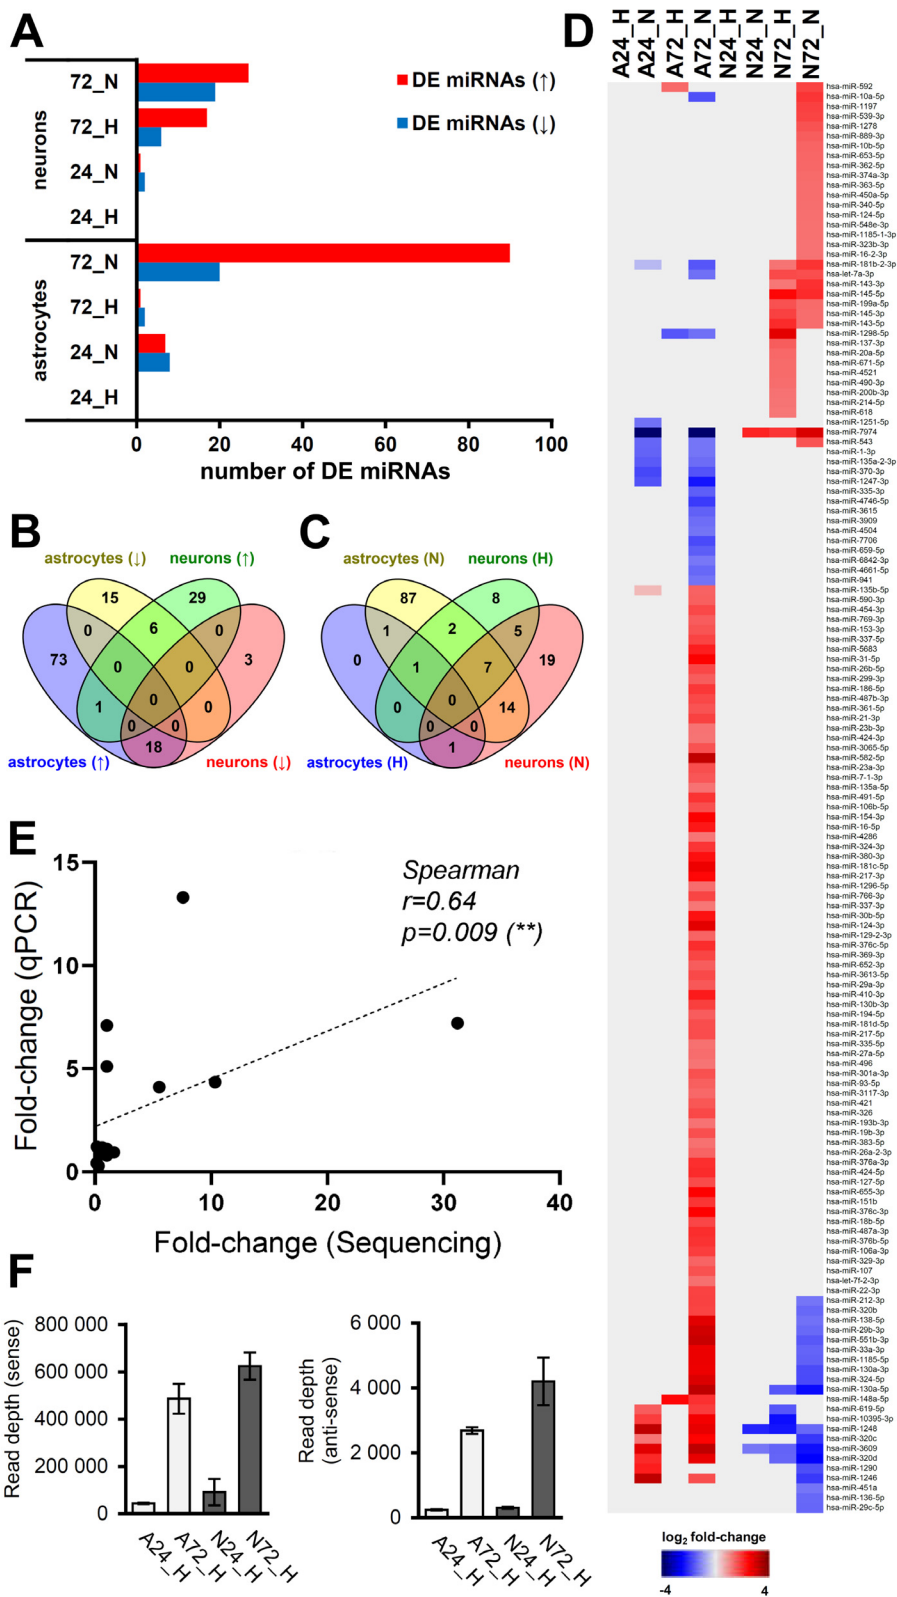 A
neurons
72_N
72_H
24_N
24_H
astrocytes
72_N
72_H
24_N
24_H
DE miRNAs (↑)
DE miRNAs (↓)
0 20 40 60 80 100
number of DE miRNAs
B
astrocytes (↓) neurons (↑)
15 29
0 6 0
73 3
0 0
1 0 0
0 0
18
astrocytes (↑) neurons (↓)
C
astrocytes (N) neurons (H)
87 8
1 2 5
0 19
1 7
0 0 14
0 0
1
astrocytes (H) neurons (N)
E
Fold-change (qPCR)
15
10
5
0
Spearman
r=0.64
p=0.009 (**)
0 10 20 30 40
Fold-change (Sequencing)
F
Read depth (sense)
800 000
600 000
400 000
200 000
0
A24_H A72_H N24_H N72_H
Read depth
(anti-sense)
6 000
4 000
2 000
0
A24_H A72_H N24_H N72_H
D
A24_H A24_N A72_H A72_N N24_H N24_N N72_H N72_N
hsa-miR-592
hsa-miR-10a-5p
hsa-miR-1197
hsa-miR-539-3p
hsa-miR-1278
hsa-miR-889-3p
hsa-miR-10b-5p
hsa-miR-653-5p
hsa-miR-362-5p
hsa-miR-374a-3p
hsa-miR-363-5p
hsa-miR-450a-5p
hsa-miR-340-5p
hsa-miR-124-5p
hsa-miR-548e-3p
hsa-miR-1185-1-3p
hsa-miR-323b-3p
hsa-miR-16-2-3p
hsa-miR-181b-2-3p
hsa-let-7a-3p
hsa-miR-143-3p
hsa-miR-145-5p
hsa-miR-199a-5p
hsa-miR-145-3p
hsa-miR-143-5p
hsa-miR-1298-5p
hsa-miR-137-3p
hsa-miR-20a-5p
hsa-miR-671-5p
hsa-miR-4521
hsa-miR-490-3p
hsa-miR-200b-3p
hsa-miR-214-5p
hsa-miR-618
hsa-miR-1251-5p
hsa-miR-7974
hsa-miR-543
hsa-miR-1-3p
hsa-miR-135a-2-3p
hsa-miR-370-3p
hsa-miR-1247-3p
hsa-miR-335-3p
hsa-miR-4746-5p
hsa-miR-3615
hsa-miR-3909
hsa-miR-4504
hsa-miR-7706
hsa-miR-659-5p
hsa-miR-6842-3p
hsa-miR-4661-5p
hsa-miR-941
hsa-miR-135b-5p
hsa-miR-590-3p
hsa-miR-454-3p
hsa-miR-769-3p
hsa-miR-153-3p
hsa-miR-337-5p
hsa-miR-5683
hsa-miR-31-5p
hsa-miR-26b-5p
hsa-miR-299-3p
hsa-miR-186-5p
hsa-miR-487b-3p
hsa-miR-361-5p
hsa-miR-21-3p
hsa-miR-23b-3p
hsa-miR-424-3p
hsa-miR-3065-5p
hsa-miR-582-5p
hsa-miR-23a-3p
hsa-miR-7-1-3p
hsa-miR-135a-5p
hsa-miR-491-5p
hsa-miR-106b-5p
hsa-miR-154-3p
hsa-miR-16-5p
hsa-miR-4286
hsa-miR-324-3p
hsa-miR-380-3p
hsa-miR-181c-5p
hsa-miR-217-3p
hsa-miR-1296-5p
hsa-miR-766-3p
hsa-miR-337-3p
hsa-miR-30b-5p
hsa-miR-124-3p
hsa-miR-129-2-3p
hsa-miR-376c-5p
hsa-miR-369-3p
hsa-miR-652-3p
hsa-miR-3613-5p
hsa-miR-29a-3p
hsa-miR-410-3p
hsa-miR-130b-3p
hsa-miR-194-5p
hsa-miR-181d-5p
hsa-miR-217-5p
hsa-miR-335-5p
hsa-miR-27a-5p
hsa-miR-496
hsa-miR-301a-3p
hsa-miR-93-5p
hsa-miR-3117-3p
hsa-miR-421
hsa-miR-326
hsa-miR-193b-3p
hsa-miR-19b-3p
hsa-miR-383-5p
hsa-miR-26a-2-3p
hsa-miR-376a-3p
hsa-miR-424-5p
hsa-miR-127-5p
hsa-miR-655-3p
hsa-miR-151b
hsa-miR-376c-3p
hsa-miR-18b-5p
hsa-miR-487a-3p
hsa-miR-376b-5p
hsa-miR-106a-3p
hsa-miR-329-3p
hsa-miR-107
hsa-let-7f-2-3p
hsa-miR-22-3p
hsa-miR-212-3p
hsa-miR-320b
hsa-miR-138-5p
hsa-miR-29b-3p
hsa-miR-551b-3p
hsa-miR-33a-3p
hsa-miR-1185-5p
hsa-miR-130a-3p
hsa-miR-324-5p
hsa-miR-130a-5p
hsa-miR-148a-5p
hsa-miR-619-5p
hsa-miR-10395-3p
hsa-miR-1248
hsa-miR-320c
hsa-miR-3609
hsa-miR-320d
hsa-miR-1290
hsa-miR-1246
hsa-miR-451a
hsa-miR-136-5p
hsa-miR-29c-5p
log2 fold-change
-4 4